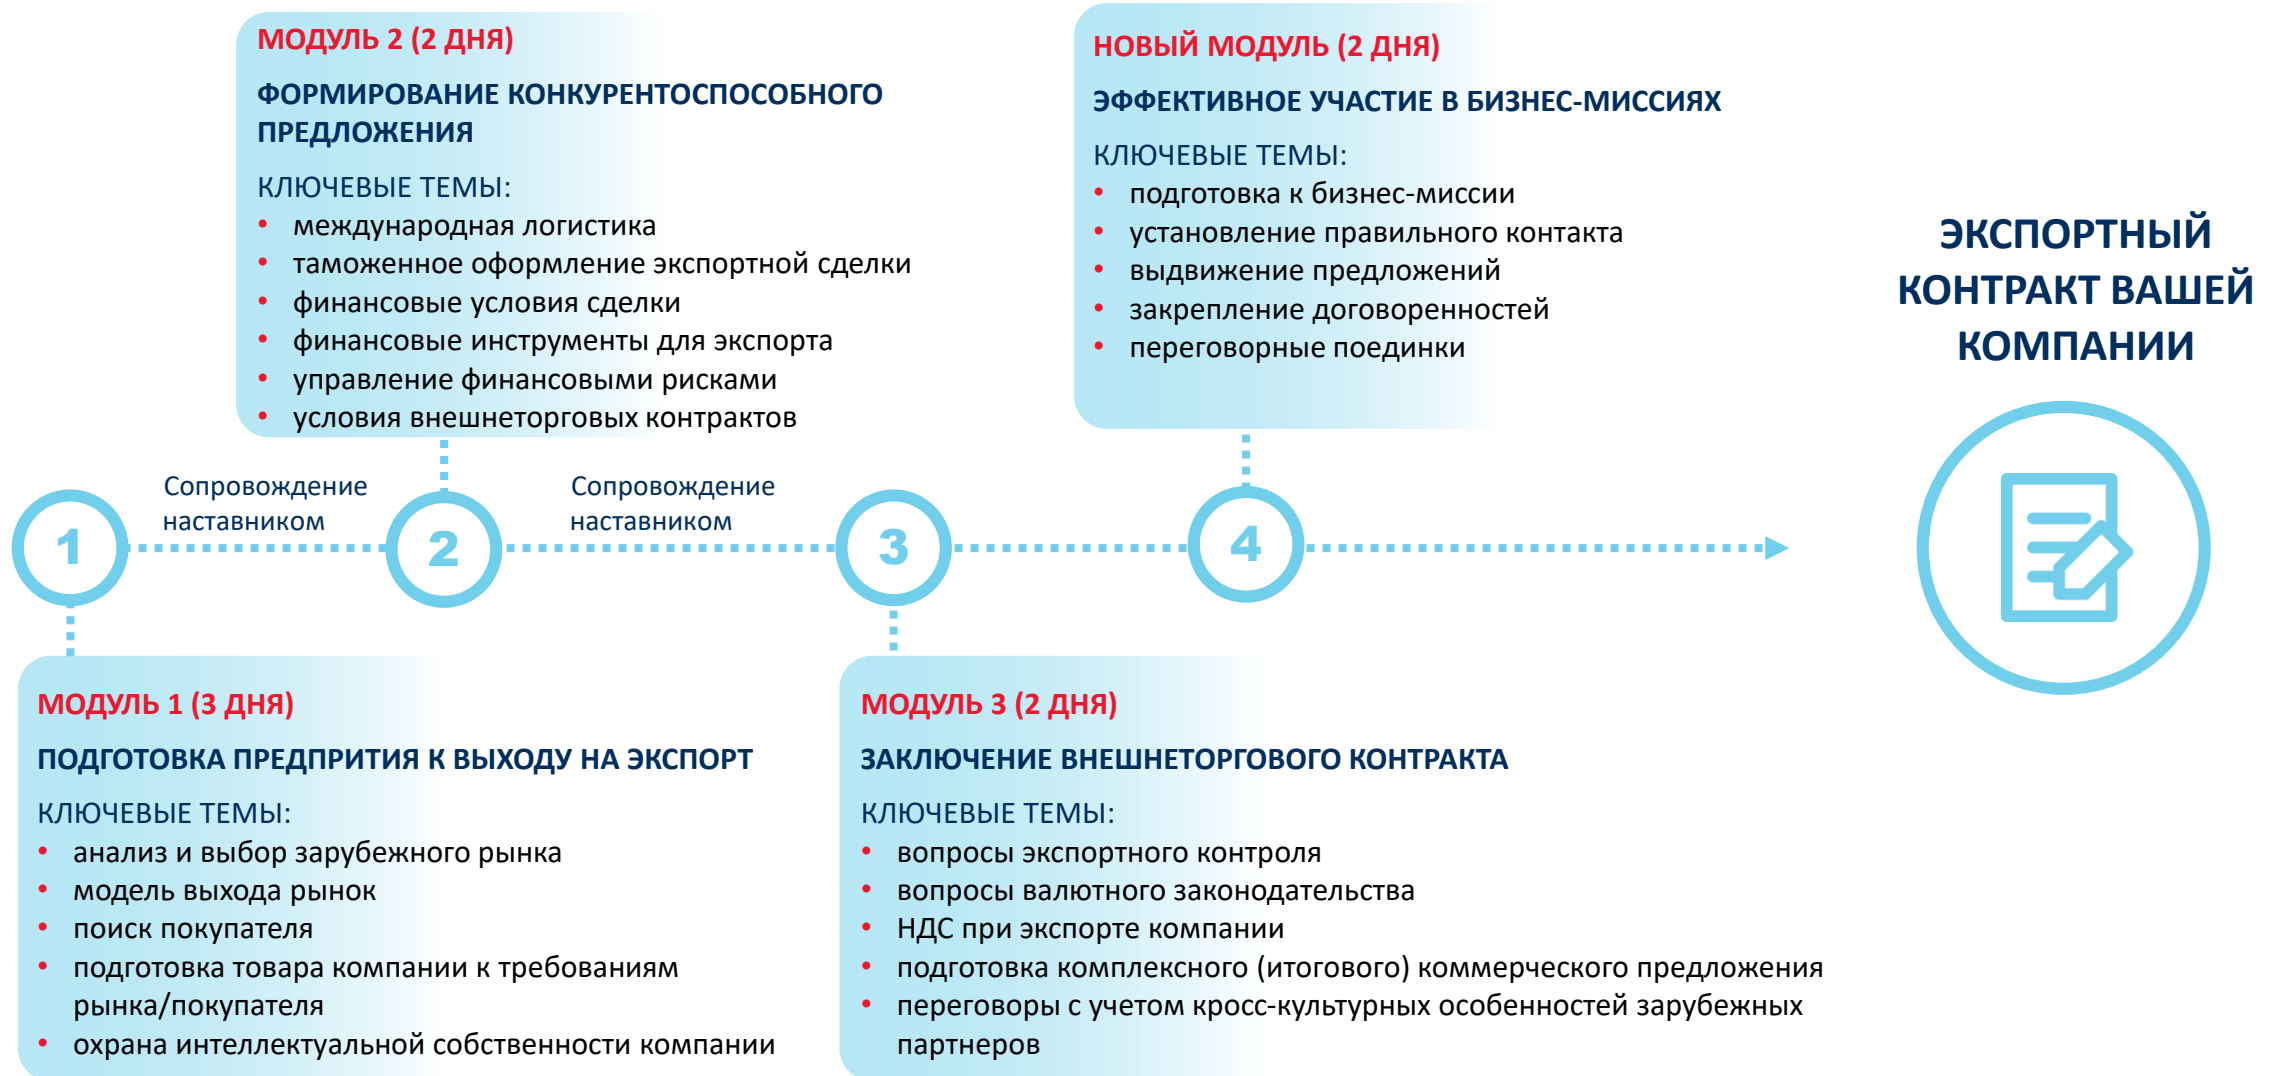 МОДУЛЬ 2 (2 ДНЯ)
ФОРМИРОВАНИЕ КОНКУРЕНТОСПОСОБНОГО
ПРЕДЛОЖЕНИЯ
КЛЮЧЕВЫЕ ТЕМЫ:
• международная логистика
• таможенное оформление экспортной сделки
• финансовые условия сделки
• финансовые инструменты для экспорта
• управление финансовыми рисками
• условия внешнеторговых контрактов
НОВЫЙ МОДУЛЬ (2 ДНЯ)
ЭФФЕКТИВНОЕ УЧАСТИЕ В БИЗНЕС-МИССИЯХ
КЛЮЧЕВЫЕ ТЕМЫ:
• подготовка к бизнес-миссии
• установление правильного контакта
• выдвижение предложений
• закрепление договоренностей
• переговорные поединки
ЭКСПОРТНЫЙ
КОНТРАКТ ВАШЕЙ
КОМПАНИИ
1
Сопровождение
наставником
2
Сопровождение
наставником
3
4
МОДУЛЬ 1 (3 ДНЯ)
ПОДГОТОВКА ПРЕДПРИТИЯ К ВЫХОДУ НА ЭКСПОРТ
КЛЮЧЕВЫЕ ТЕМЫ:
• анализ и выбор зарубежного рынка
• модель выхода рынок
• поиск покупателя
• подготовка товара компании к требованиям
рынка/покупателя
• охрана интеллектуальной собственности компании
МОДУЛЬ 3 (2 ДНЯ)
ЗАКЛЮЧЕНИЕ ВНЕШНЕТОРГОВОГО КОНТРАКТА
КЛЮЧЕВЫЕ ТЕМЫ:
• вопросы экспортного контроля
• вопросы валютного законодательства
• НДС при экспорте компании
• подготовка комплексного (итогового) коммерческого предложения
• переговоры с учетом кросс-культурных особенностей зарубежных
партнеров